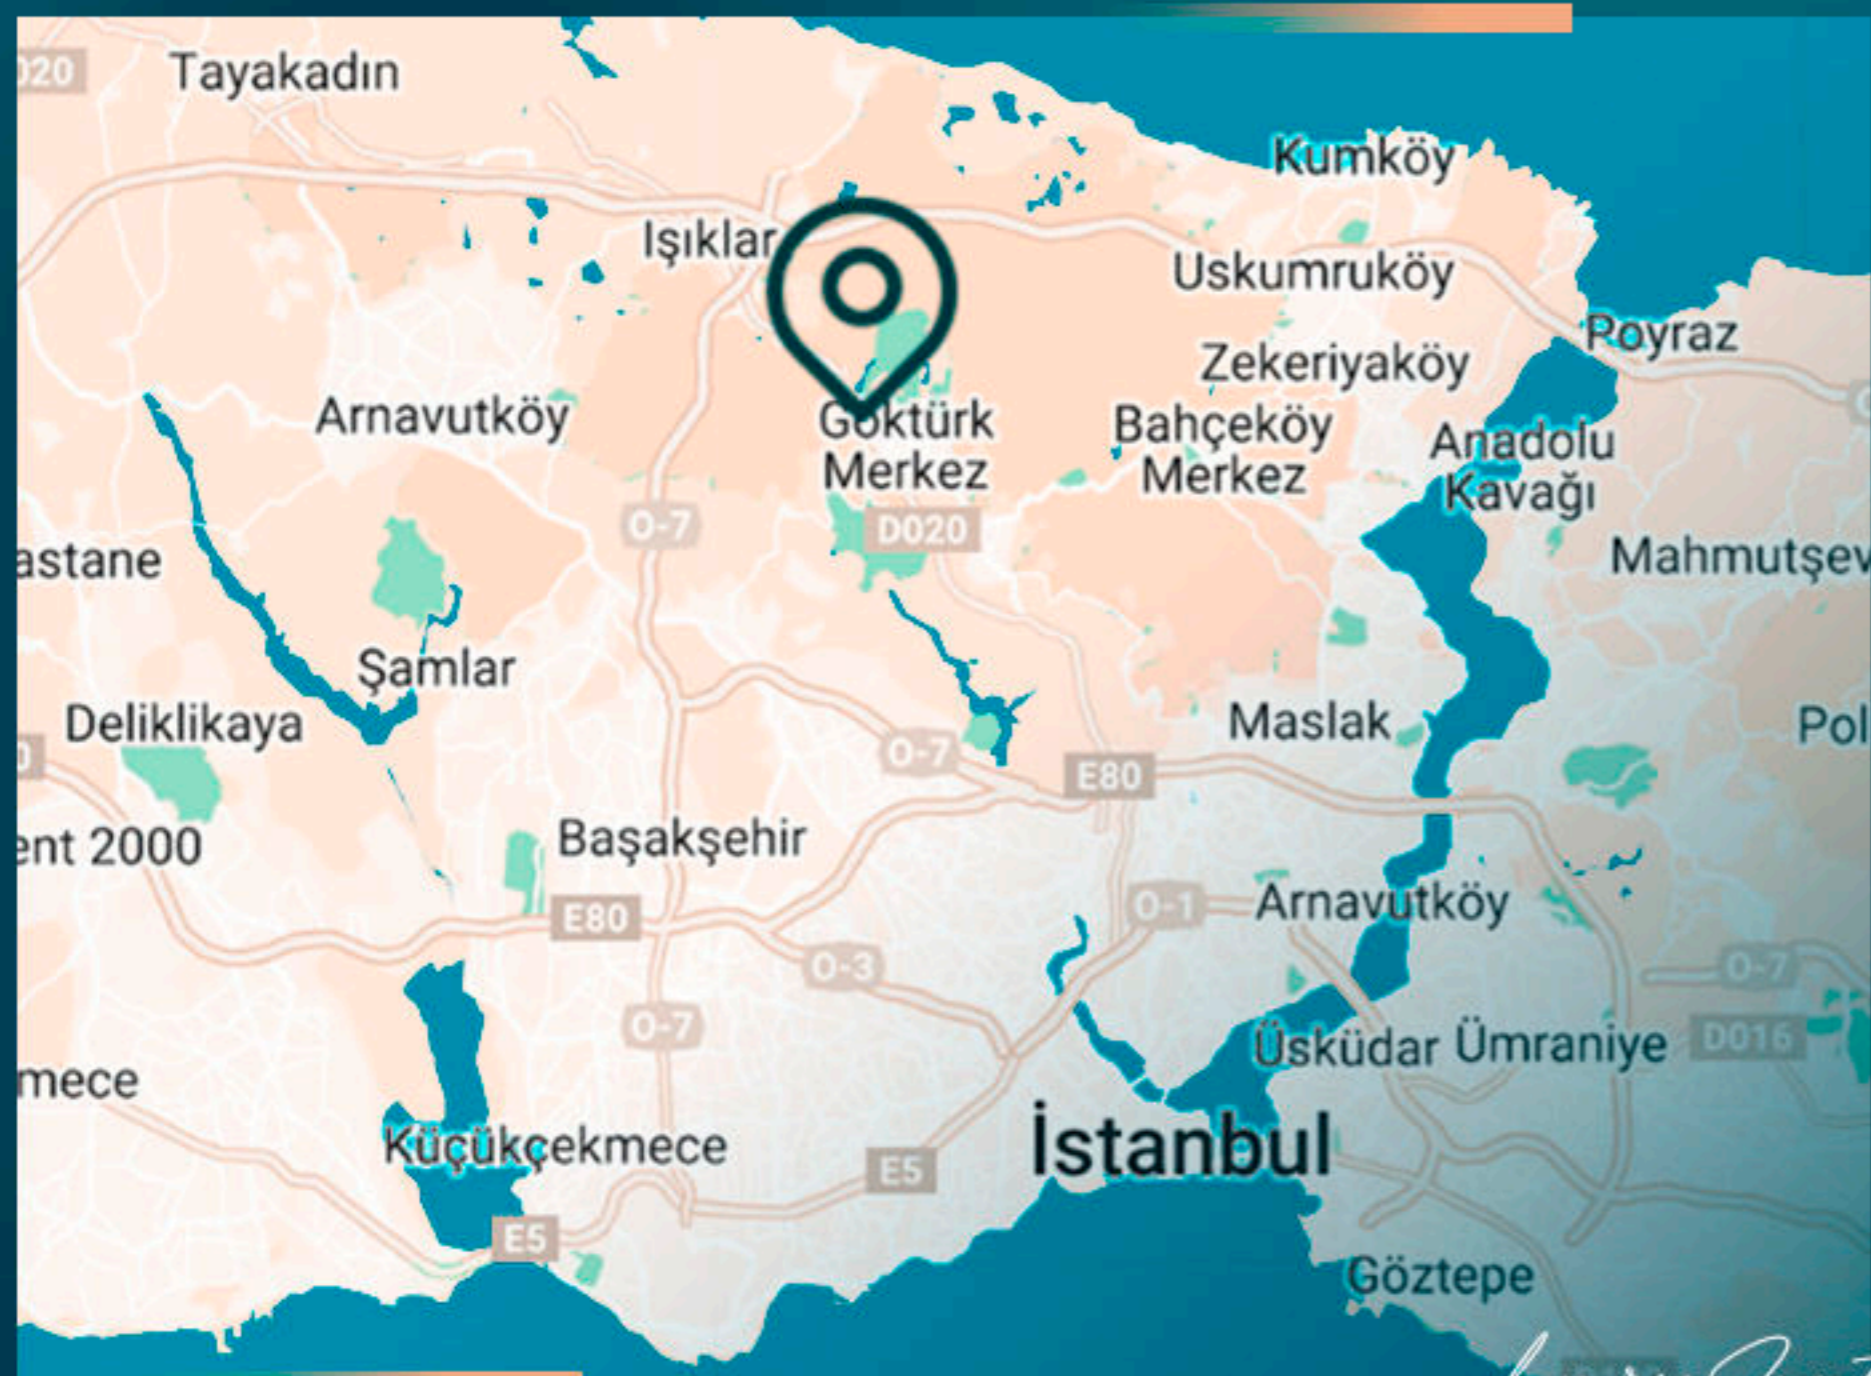 020
Tayakadın
Kumköy
Işıklar
Uskumruköy
Poyraz
Zekeriyaköy
Arnavutköy
Göktürk
Merkez
Bahçeköy
Merkez
Anadolu
Kavağı
O-7
D020
astane
Mahmutşev
Şamlar
Deliklikaya
Maslak
Pol
O-7
E80
ent 2000
Başakşehir
E80
O-1
Arnavutköy
O-3
O-7
O-7
Üsküdar
Ümraniye
D016
mece
Küçükçekmece
İstanbul
E5
E5
Göztepe